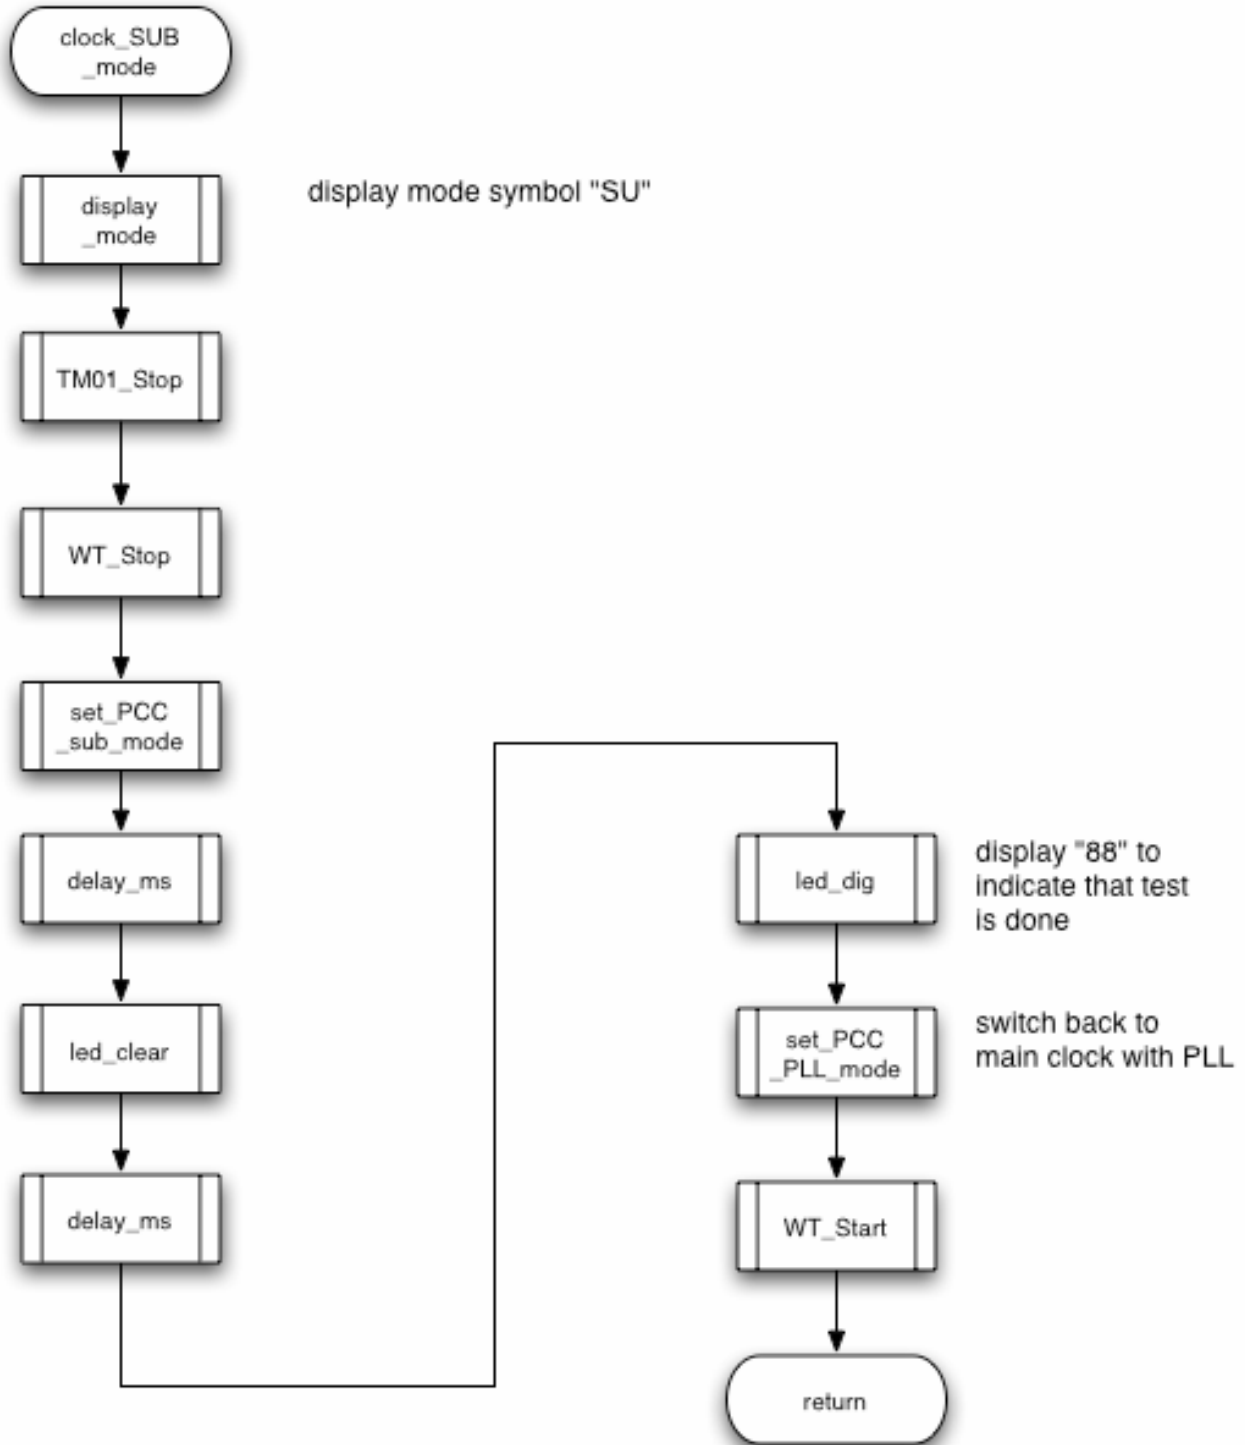 clock_SUB
_mode
display
_mode
display mode symbol "SU"
TM01_Stop
WT_Stop
set_PCC
_sub_mode
delay_ms
led_clear
delay_ms
led_dig
display "88" to
indicate that test
is done
set_PCC
_PLL_mode
switch back to
main clock with PLL
WT_Start
return